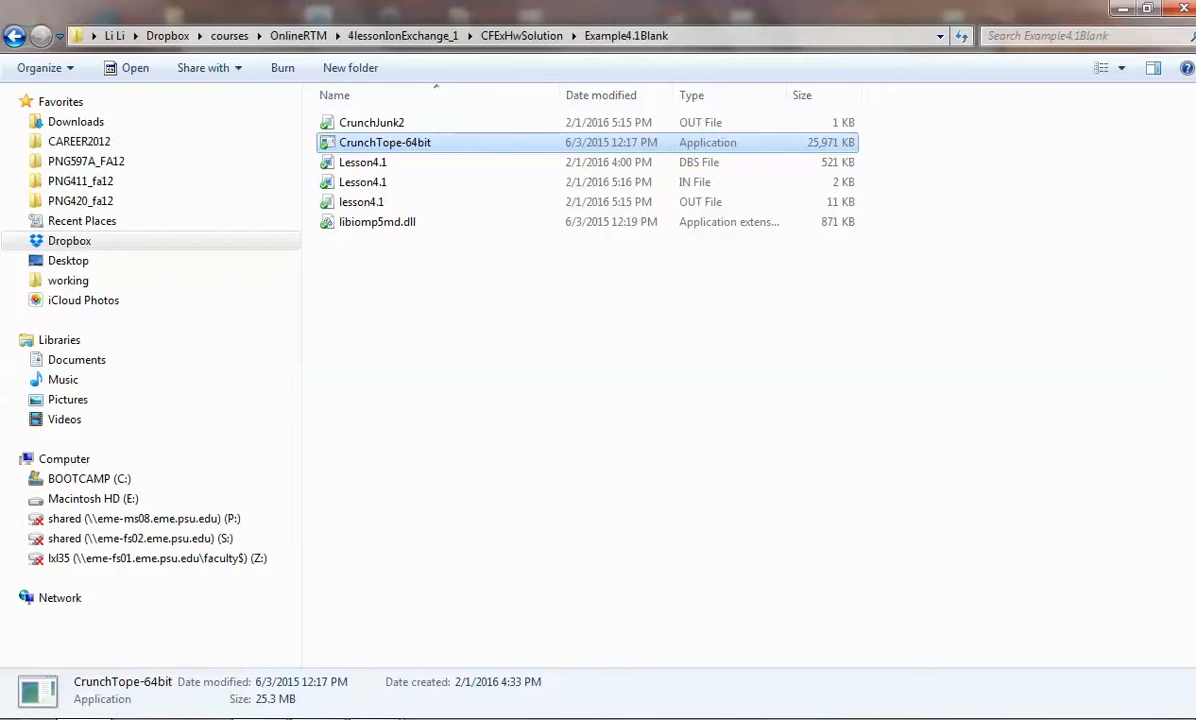 Li Li Dropbox courses OnlineRTM 4lessonIonExchange_1 CFExHwSolution Example4.1Blank Search Example4.1Blank
Organize Open Share with Burn New folder
Favorites
Downloads
CAREER2012
PNG597A_FA12
PNG411_fa12
PNG420_fa12
Recent Places
Dropbox
Desktop
working
iCloud Photos
Libraries
Documents
Music
Pictures
Videos
Computer
BOOTCAMP (C:)
Macintosh HD (E:)
shared (\\eme-ms08.eme.psu.edu) (P:)
shared (\\eme-fs02.eme.psu.edu) (S:)
lxl35 (\\eme-fs01.eme.psu.edu\faculty$) (Z:)
Network
Name Date modified Type Size
CrunchJunk2 2/1/2016 5:15 PM OUT File 1 KB
CrunchTope-64bit 6/3/2015 12:17 PM Application 25,971 KB
Lesson4.1 2/1/2016 4:00 PM DBS File 521 KB
Lesson4.1 2/1/2016 5:16 PM IN File 2 KB
lesson4.1 2/1/2016 5:15 PM OUT File 11 KB
libiomp5md.dll 6/3/2015 12:19 PM Application extens... 871 KB
CrunchTope-64bit Date modified: 6/3/2015 12:17 PM Date created: 2/1/2016 4:33 PM
Application Size: 25.3 MB